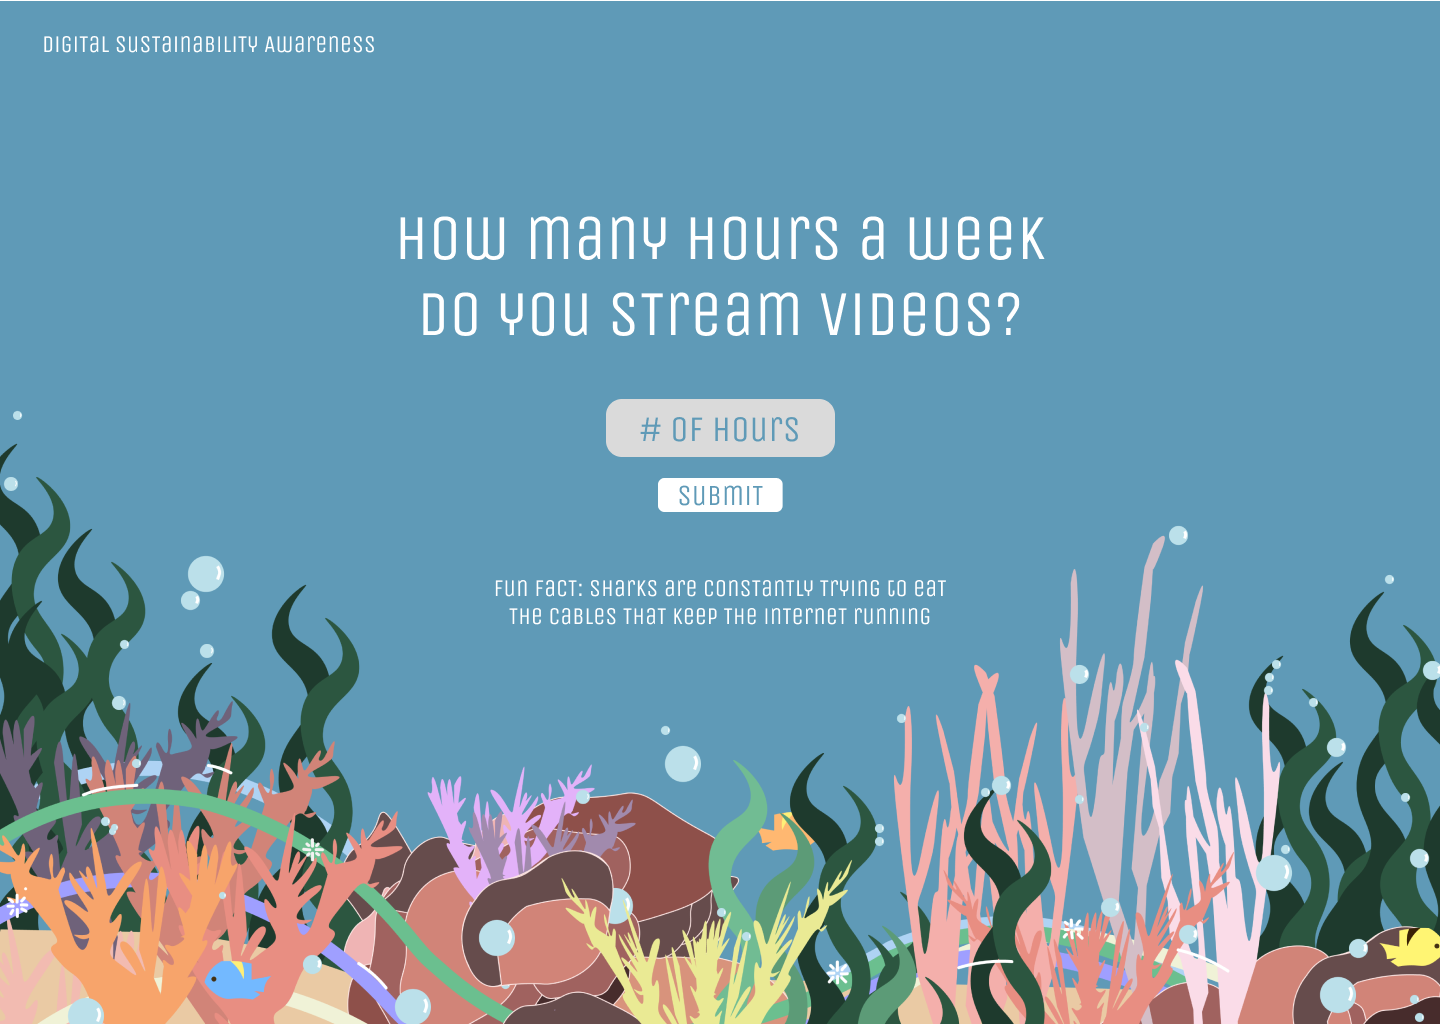 Digital Sustainability Awareness
How many hours a week
do you stream videos?
# of hours
Submit
Fun fact: Sharks are constantly trying to eat
the cables that keep the internet running